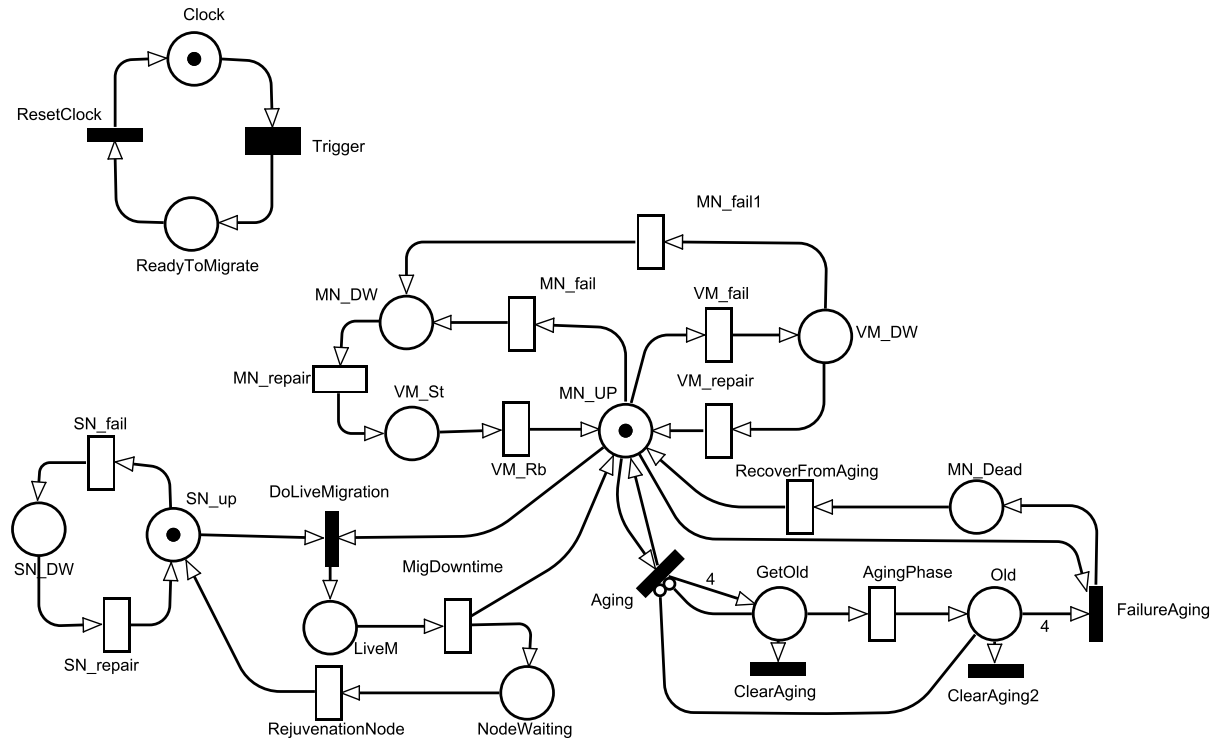 Clock
ResetClock
Trigger
ReadyToMigrate
MN_fail1
MN_DW
MN_fail
VM_fail
VM_DW
MN_repair
VM_St
MN_UP
VM_repair
SN_fail
VM_Rb
RecoverFromAging
MN_Dead
DoLiveMigration
SN_up
SN_DW
MigDowntime
Aging
4
GetOld
AgingPhase
Old
4
FailureAging
SN_repair
LiveM
ClearAging
ClearAging2
RejuvenationNode
NodeWaiting